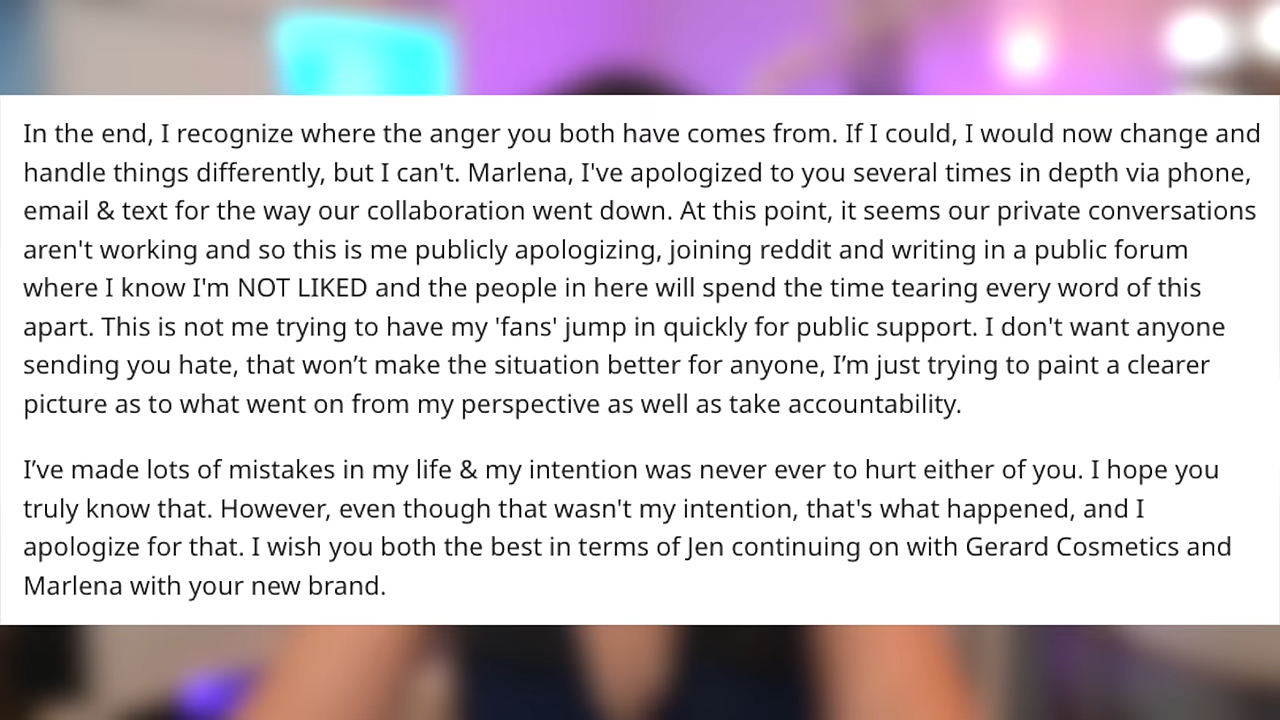 In the end, I recognize where the anger you both have comes from. If I could, I would now change and
handle things differently, but I can't. Marlena, I've apologized to you several times in depth via phone,
email & text for the way our collaboration went down. At this point, it seems our private conversations
aren't working and so this is me publicly apologizing, joining reddit and writing in a public forum
where I know I'm NOT LIKED and the people in here will spend the time tearing every word of this
apart. This is not me trying to have my 'fans' jump in quickly for public support. I don't want anyone
sending you hate, that won’t make the situation better for anyone, I’m just trying to paint a clearer
picture as to what went on from my perspective as well as take accountability.
I’ve made lots of mistakes in my life & my intention was never ever to hurt either of you. I hope you
truly know that. However, even though that wasn't my intention, that's what happened, and I
apologize for that. I wish you both the best in terms of Jen continuing on with Gerard Cosmetics and
Marlena with your new brand.